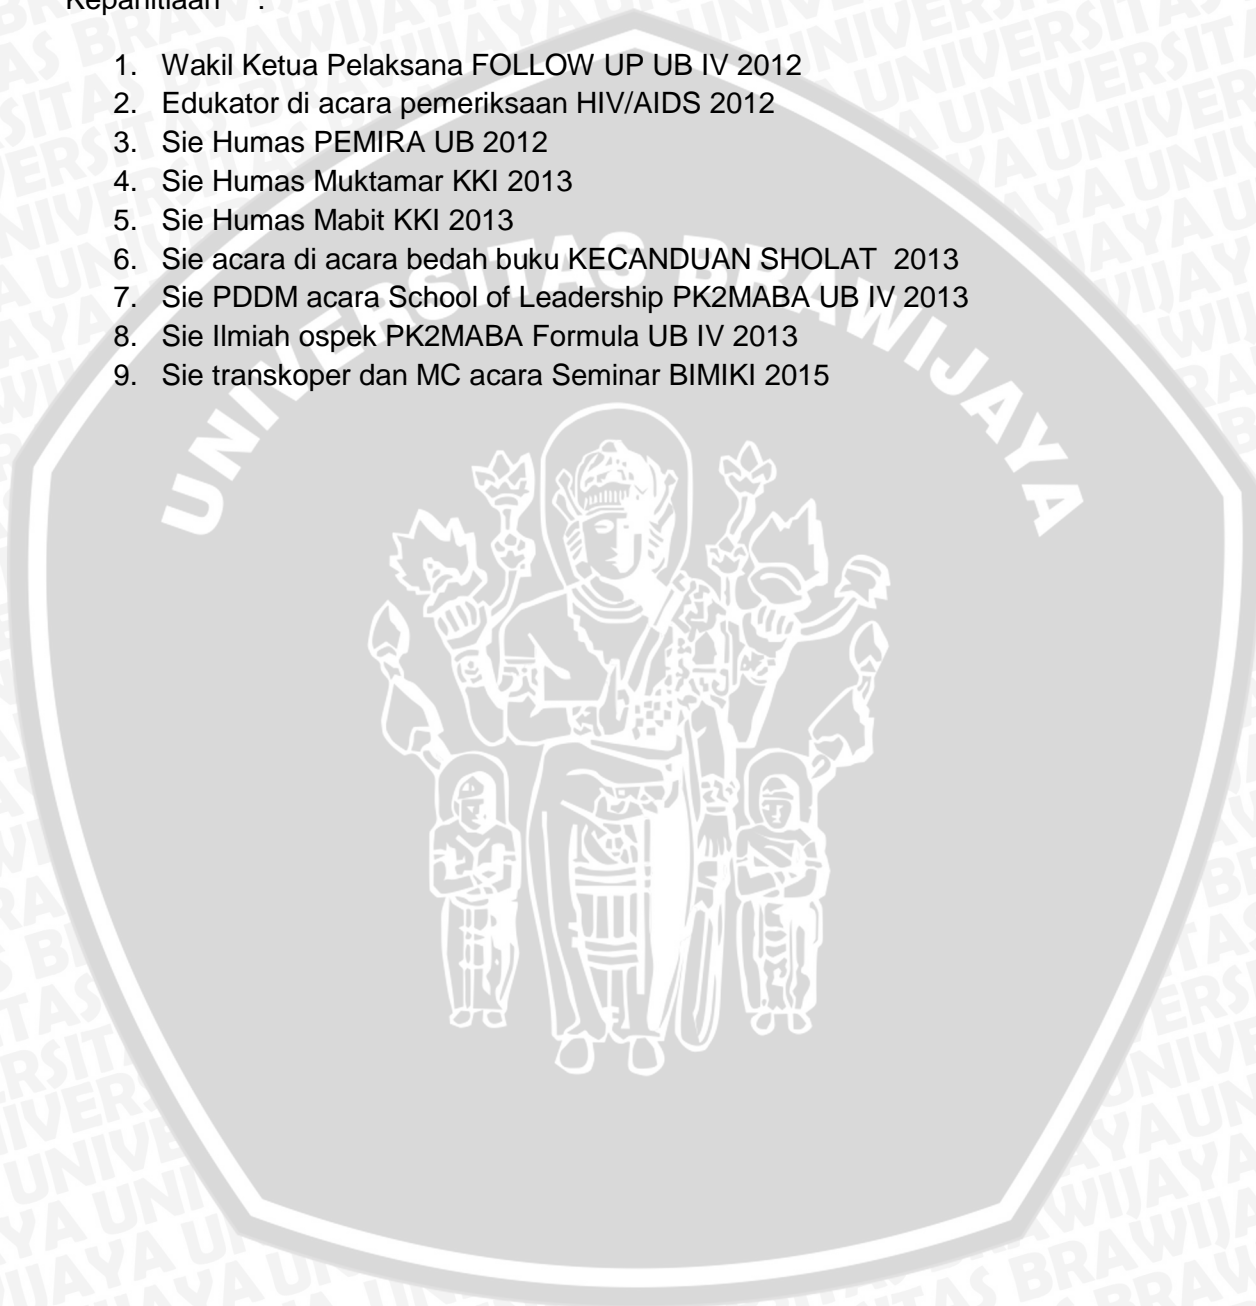 Kepanitiaan :
1. Wakil Ketua Pelaksana FOLLOW UP UB IV 2012
2. Edukator di acara pemeriksaan HIV/AIDS 2012
3. Sie Humas PEMIRA UB 2012
4. Sie Humas Muktamar KKI 2013
5. Sie Humas Mabit KKI 2013
6. Sie acara di acara bedah buku KECANDUAN SHOLAT  2013
7. Sie PDDM acara School of Leadership PK2MABA UB IV 2013
8. Sie Ilmiah ospek PK2MABA Formula UB IV 2013
9. Sie transkoper dan MC acara Seminar BIMIKI 2015
UNIVERSITAS BRAWIJAYA